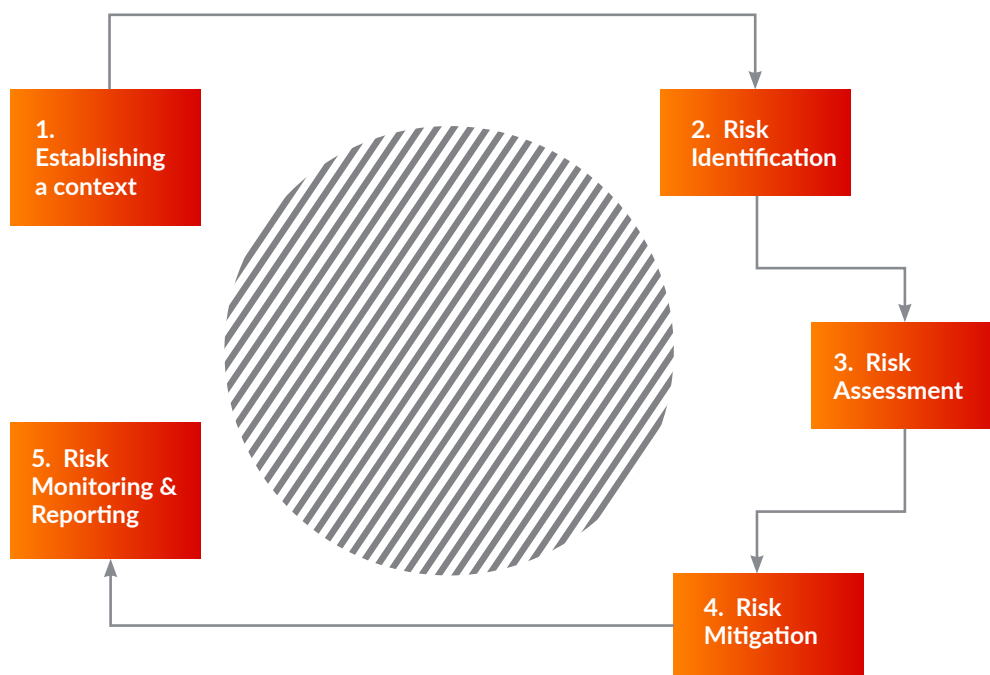 1.
Establishing
a context
2. Risk
Identification
3. Risk
Assessment
4. Risk
Mitigation
5. Risk
Monitoring &
Reporting